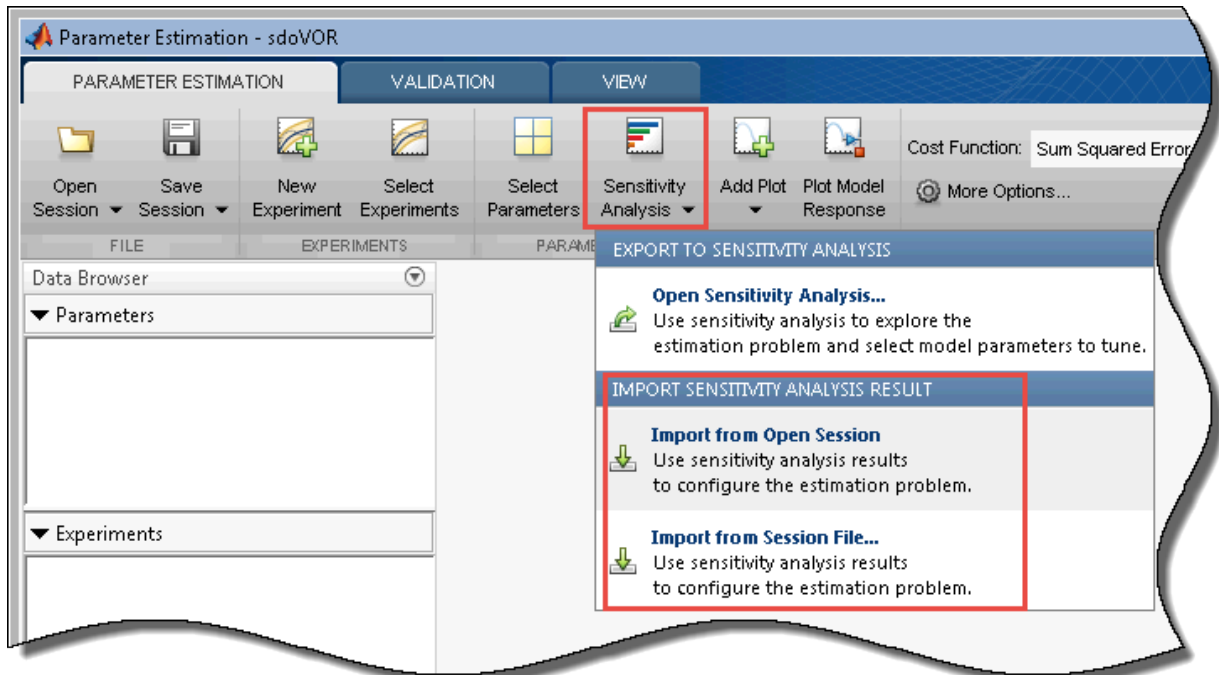 Parameter Estimation - sdoVOR
PARAMETER ESTIMATION
VALIDATION
VIEW
Open
Session
Save
Session
New
Experiment
Select
Experiments
Select
Parameters
Sensitivity
Analysis
Add Plot
Plot Model
Response
Cost Function: Sum Squared Error
More Options...
FILE
EXPERIMENTS
PARAME
EXPORT TO SENSITIVITY ANALYSIS
Open Sensitivity Analysis...
Use sensitivity analysis to explore the
estimation problem and select model parameters to tune.
IMPORT SENSITIVITY ANALYSIS RESULT
Import from Open Session
Use sensitivity analysis results
to configure the estimation problem.
Import from Session File...
Use sensitivity analysis results
to configure the estimation problem.
Data Browser
Parameters
Experiments